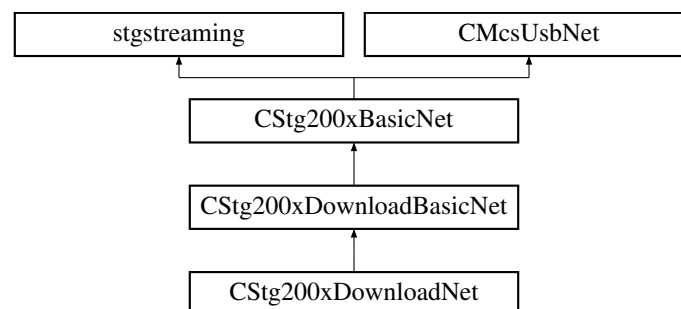 stgstreaming
CMcsUsbNet
CStg200xBasicNet
CStg200xDownloadBasicNet
CStg200xDownloadNet